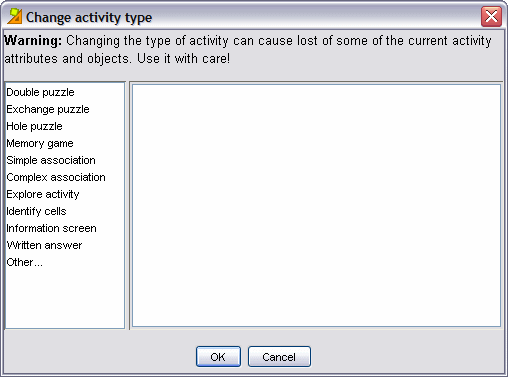 Change activity type
Warning: Changing the type of activity can cause lost of some of the current activity
attributes and objects. Use it with care!
Double puzzle
Exchange puzzle
Hole puzzle
Memory game
Simple association
Complex association
Explore activity
Identify cells
Information screen
Written answer
Other...
OK Cancel